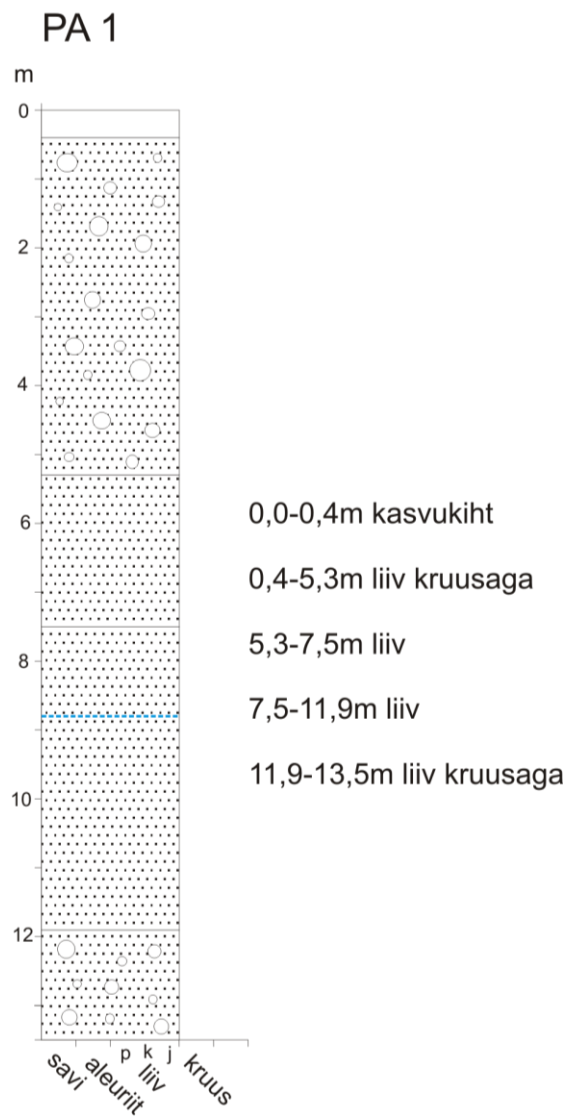 PA 1
m
0
2
4
6
8
10
12
0,0-0,4m kasvukiht
0,4-5,3m liiv kruusaga
5,3-7,5m liiv
7,5-11,9m liiv
11,9-13,5m liiv kruusaga
p k j
savi aleuriit liiv kruus